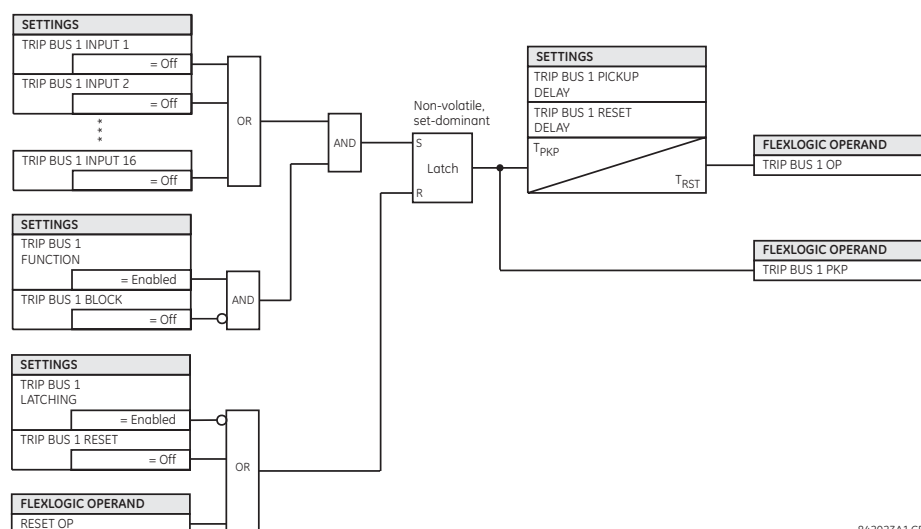 SETTINGS
TRIP BUS 1 INPUT 1
= Off
TRIP BUS 1 INPUT 2
= Off
* * *
TRIP BUS 1 INPUT 16
= Off
OR
SETTINGS
TRIP BUS 1
FUNCTION
= Enabled
TRIP BUS 1 BLOCK
= Off
AND
AND
SETTINGS
TRIP BUS 1
LATCHING
= Enabled
TRIP BUS 1 RESET
= Off
OR
FLEXLOGIC OPERAND
RESET OP
Non-volatile,
set-dominant
S
Latch
R
SETTINGS
TRIP BUS 1 PICKUP
DELAY
TRIP BUS 1 RESET
DELAY
TPKP
TRST
FLEXLOGIC OPERAND
TRIP BUS 1 OP
FLEXLOGIC OPERAND
TRIP BUS 1 PKP